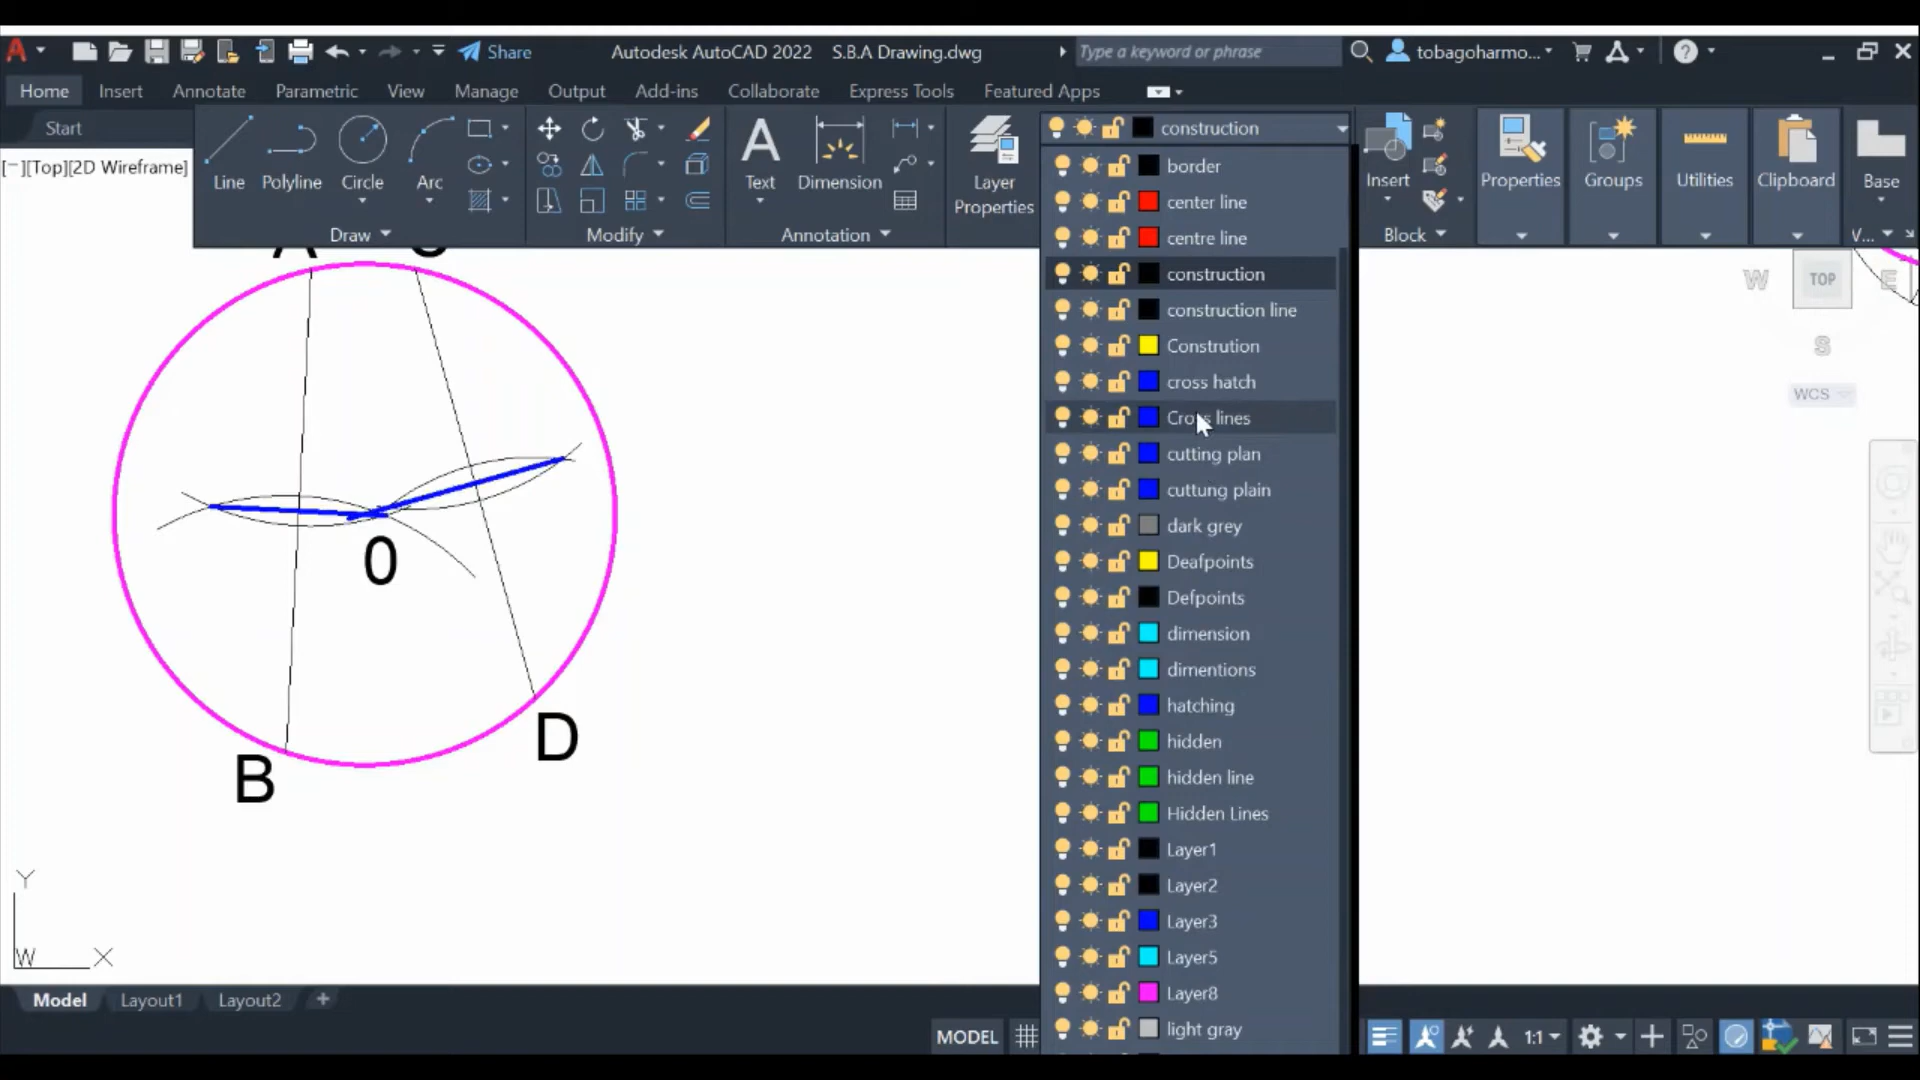 Share
Autodesk AutoCAD 2022 S.B.A Drawing.dwg
Type a keyword or phrase
tobagoharmo...
Home Insert Annotate Parametric View Manage Output Add-ins Collaborate Express Tools Featured Apps
Start
construction
[−][Top][2D Wireframe]
Line Polyline Circle Arc
Text Dimension
Layer Properties
Insert Properties Groups Utilities Clipboard Base
Draw Modify Annotation Block V...
border
center line
centre line
construction
construction line
Constrution
cross hatch
Cross lines
cutting plan
cuttung plain
dark grey
Deafpoints
Defpoints
dimension
dimentions
hatching
hidden
hidden line
Hidden Lines
Layer1
Layer2
Layer3
Layer5
Layer8
light gray
0
B
D
W TOP E
S
WCS
Y
W X
Model Layout1 Layout2 +
MODEL
1:1